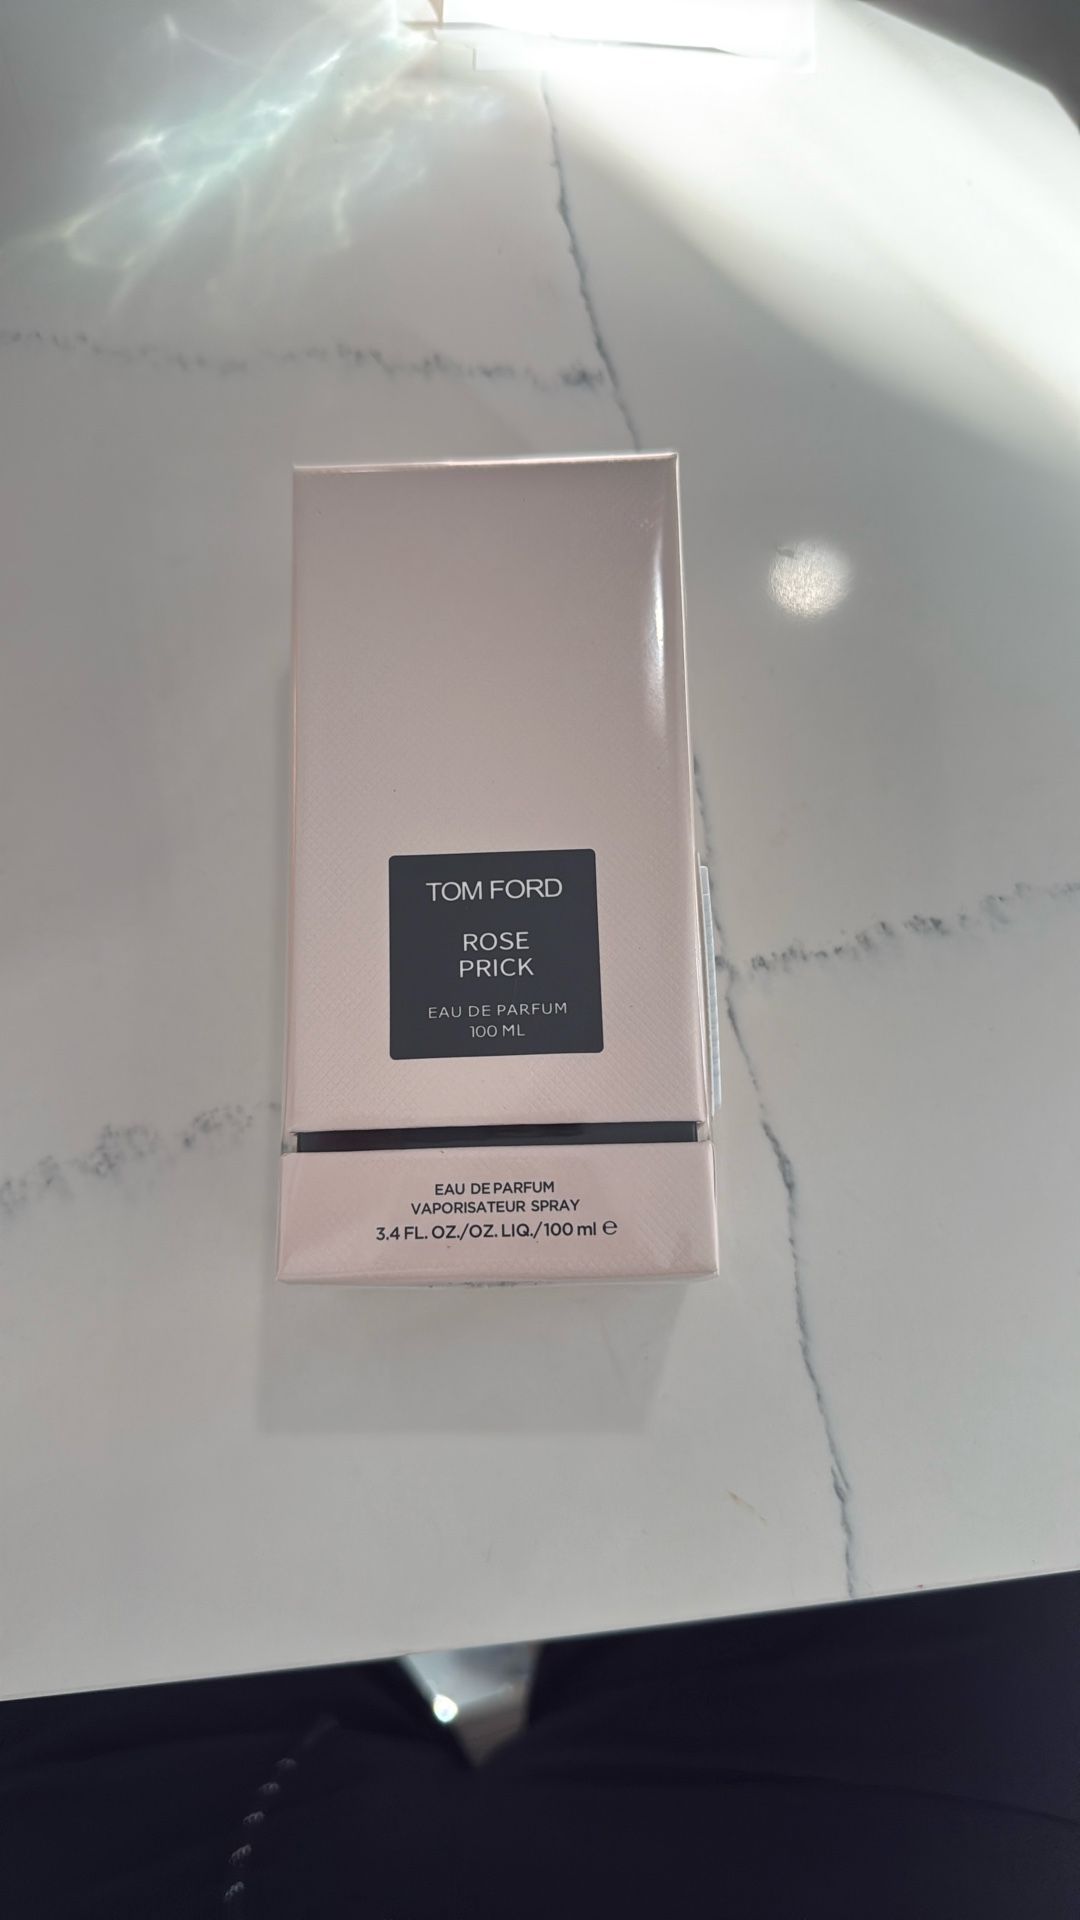 TOM FORD
ROSE
PRICK
EAU DE PARFUM
100 ML
EAU DE PARFUM
VAPORISATEUR SPRAY
3.4 FL. OZ./OZ. LIQ./100 ml ℮